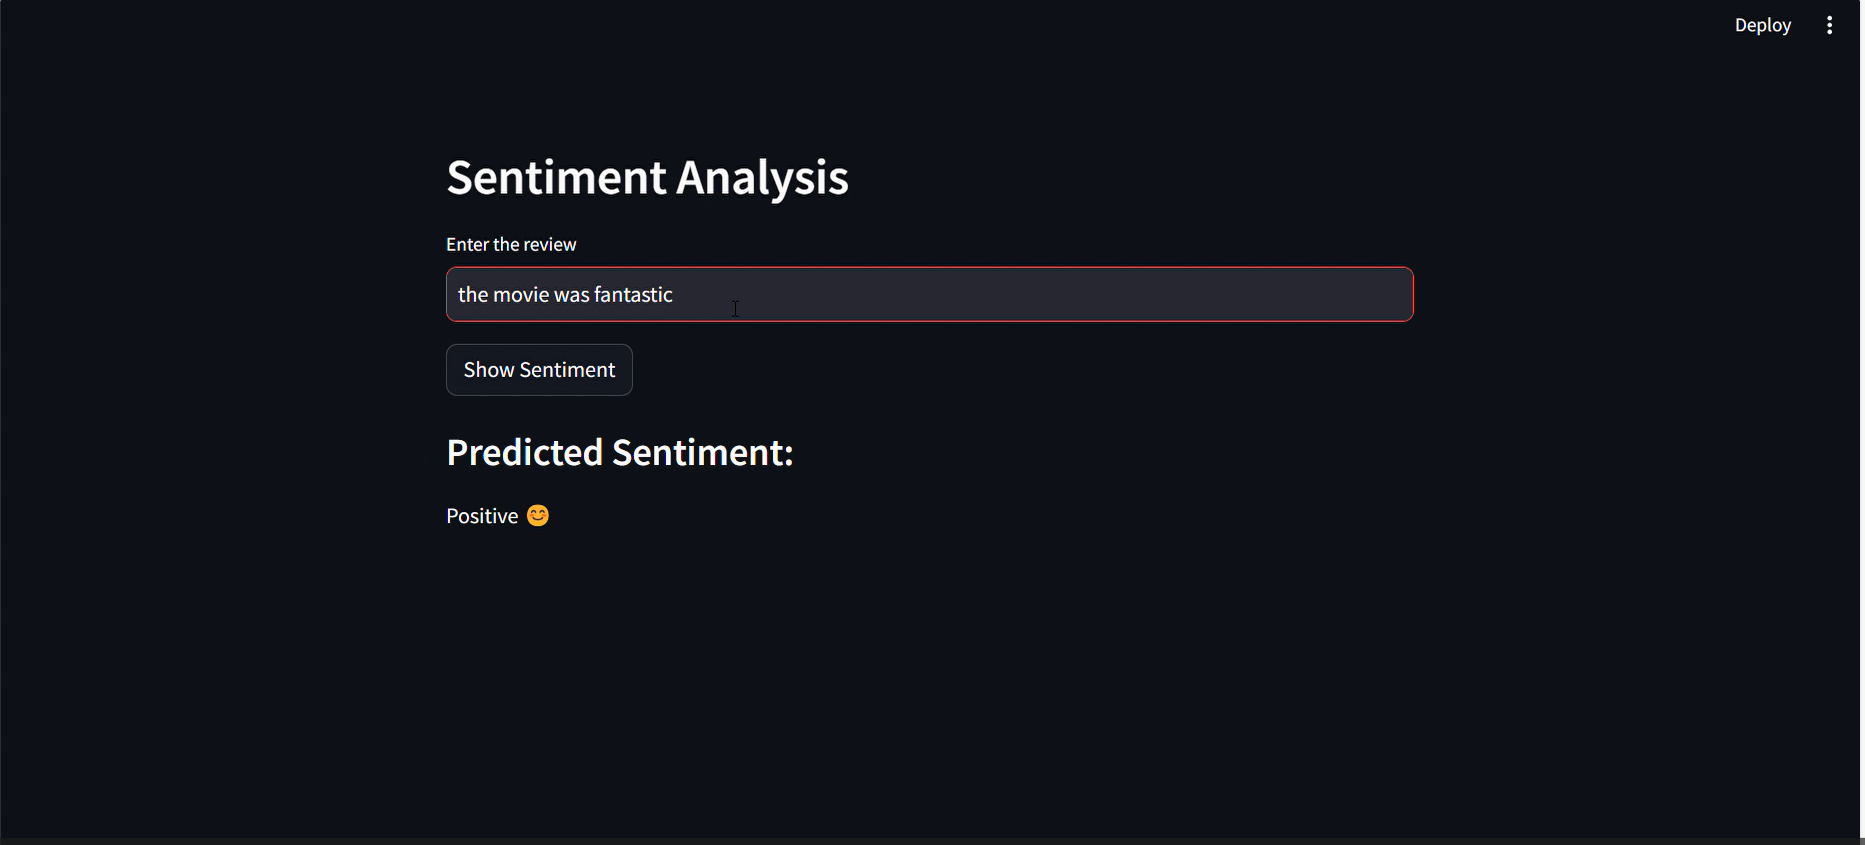 Deploy
Sentiment Analysis
Enter the review
the movie was fantastic
Show Sentiment
Predicted Sentiment:
Positive 😊